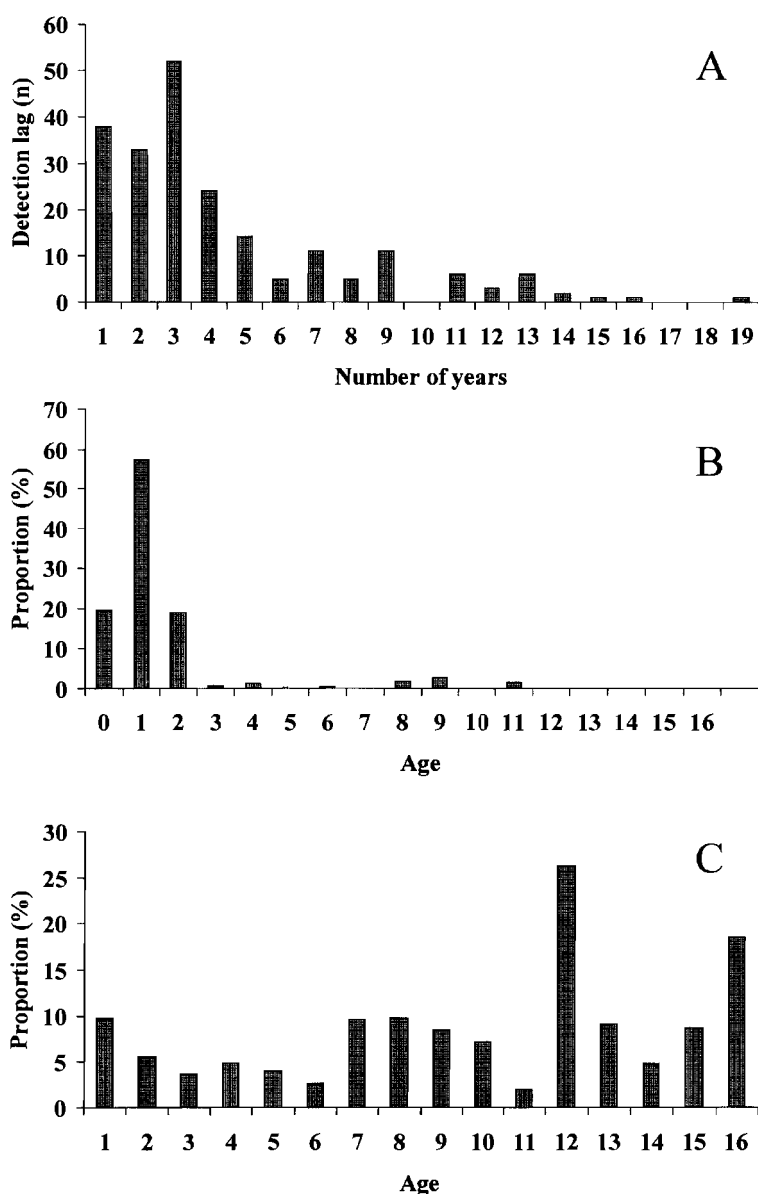 A
Detection lag (n)
60
50
40
30
20
10
0
1 2 3 4 5 6 7 8 9 10 11 12 13 14 15 16 17 18 19
Number of years
B
Proportion (%)
70
60
50
40
30
20
10
0
0 1 2 3 4 5 6 7 8 9 10 11 12 13 14 15 16
Age
C
Proportion (%)
30
25
20
15
10
5
0
1 2 3 4 5 6 7 8 9 10 11 12 13 14 15 16
Age